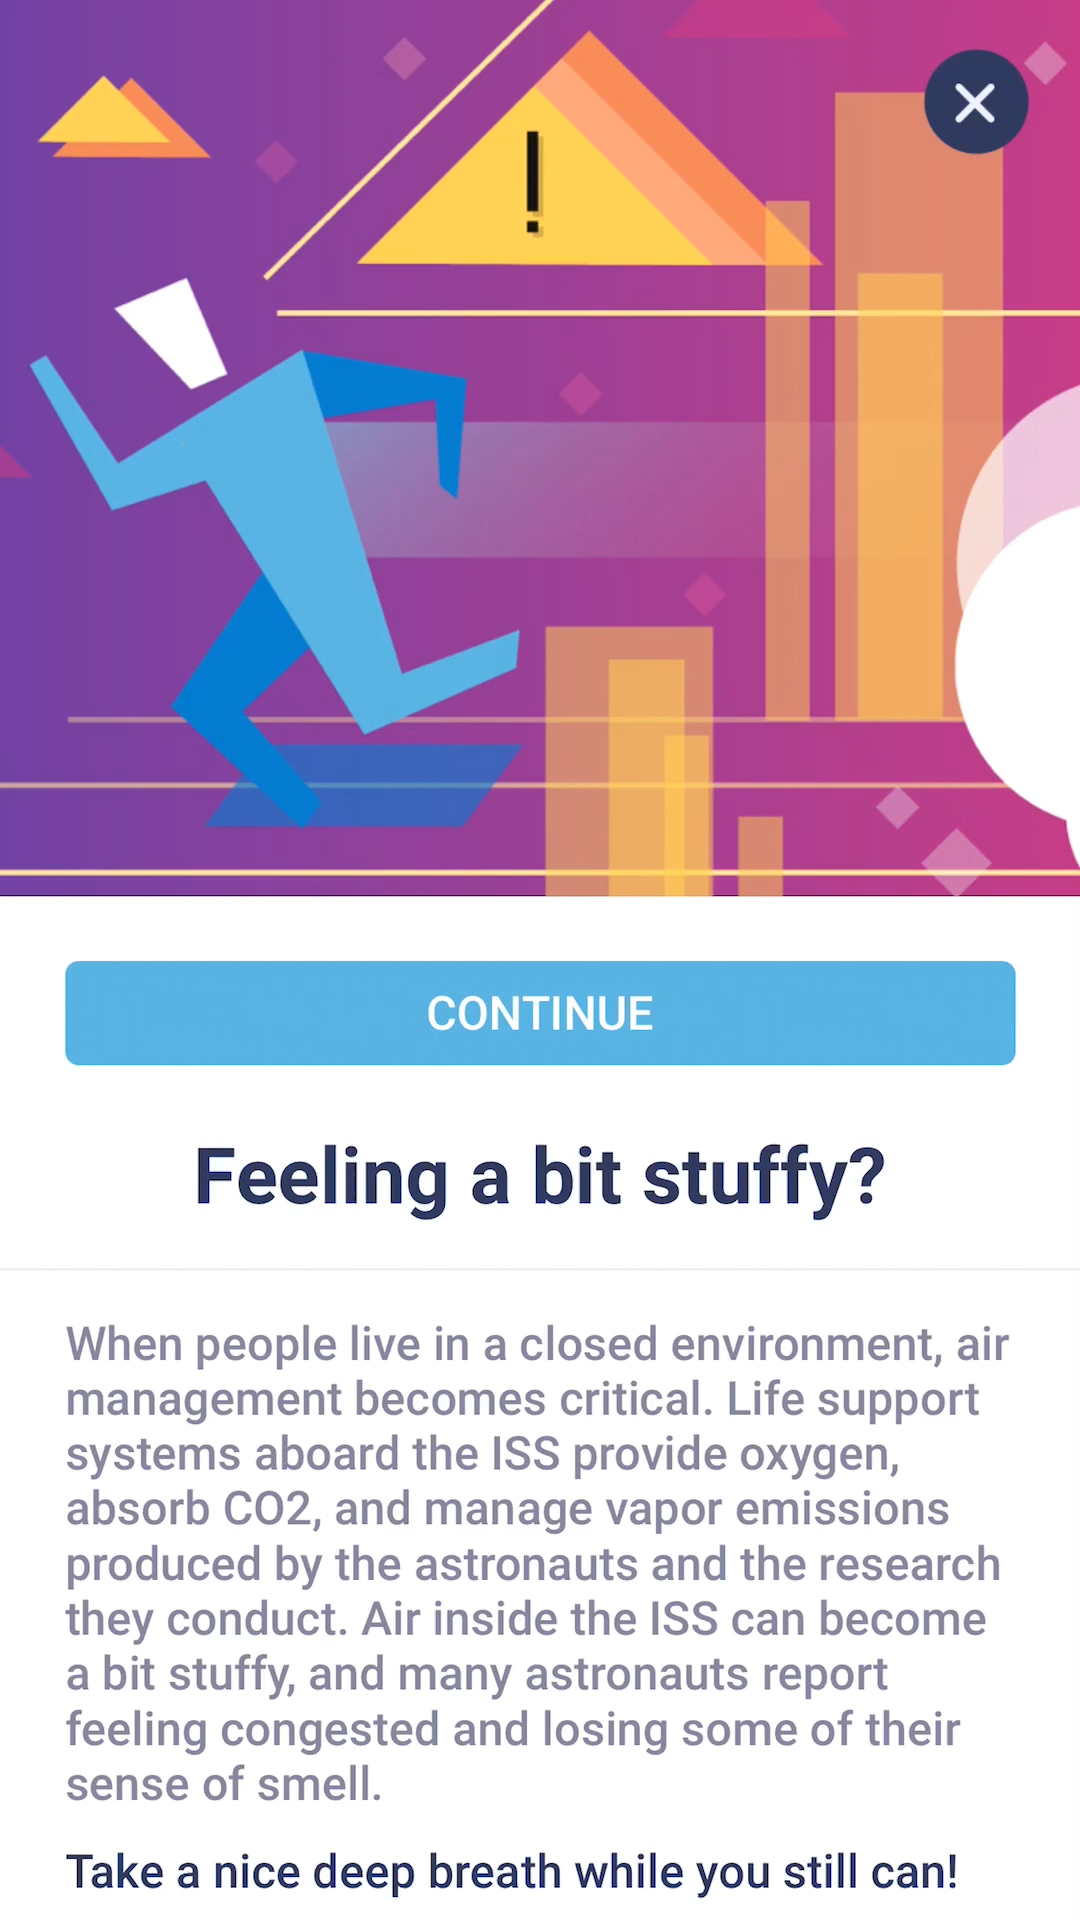 !
CONTINUE
Feeling a bit stuffy?
When people live in a closed environment, air
management becomes critical. Life support
systems aboard the ISS provide oxygen,
absorb CO2, and manage vapor emissions
produced by the astronauts and the research
they conduct. Air inside the ISS can become
a bit stuffy, and many astronauts report
feeling congested and losing some of their
sense of smell.
Take a nice deep breath while you still can!